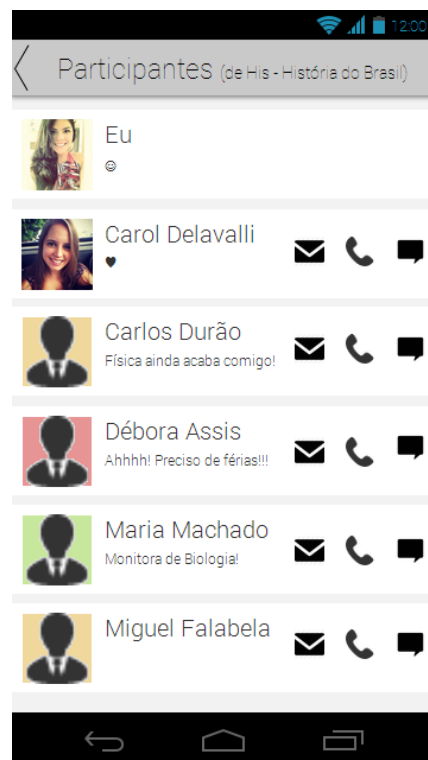 12:00
Participantes (de His - História do Brasil)
Eu
☺
Carol Delavalli
♥
Carlos Durão
Física ainda acaba comigo!
Débora Assis
Ahhhh! Preciso de férias!!!
Maria Machado
Monitora de Biologia!
Miguel Falabela